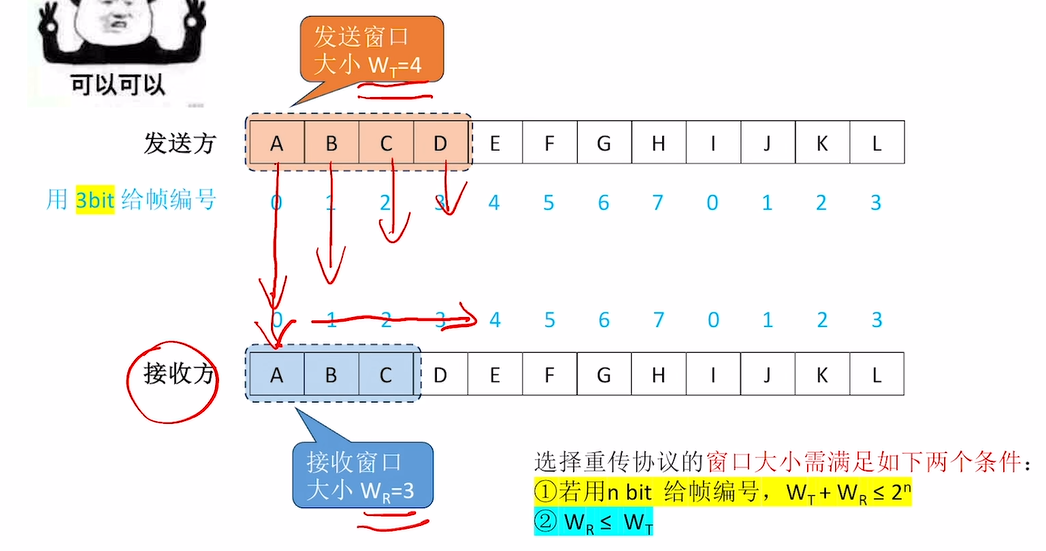 可以可以
发送窗口
大小 W_T=4
发送方
A B C D E F G H I J K L
用 3bit 给帧编号
0 1 2 3 4 5 6 7 0 1 2 3
0 1 2 3 4 5 6 7 0 1 2 3
接收方
A B C D E F G H I J K L
接收窗口
大小 W_R=3
选择重传协议的窗口大小需满足如下两个条件：
①若用n bit 给帧编号，W_T + W_R ≤ 2ⁿ
② W_R ≤ W_T